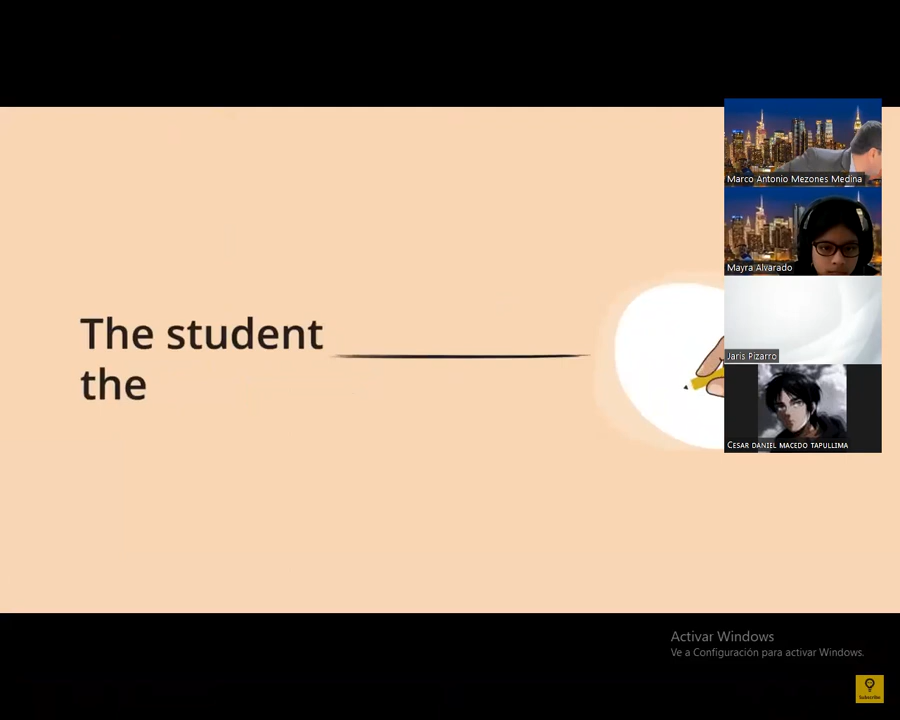 The student
the
Marco Antonio Mezones Medina
Mayra Alvarado
Jaris Pizarro
CESAR DANIEL MACEDO TAPULLIMA
Activar Windows
Ve a Configuración para activar Windows.
Subscribe